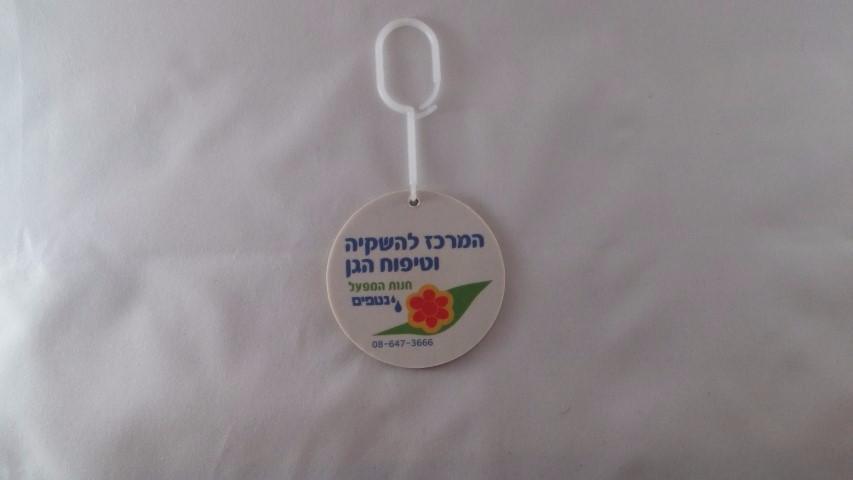 המרכז להשקיה
וטיפוח הגן
חנות המפעל
נטפים
08-647-3666